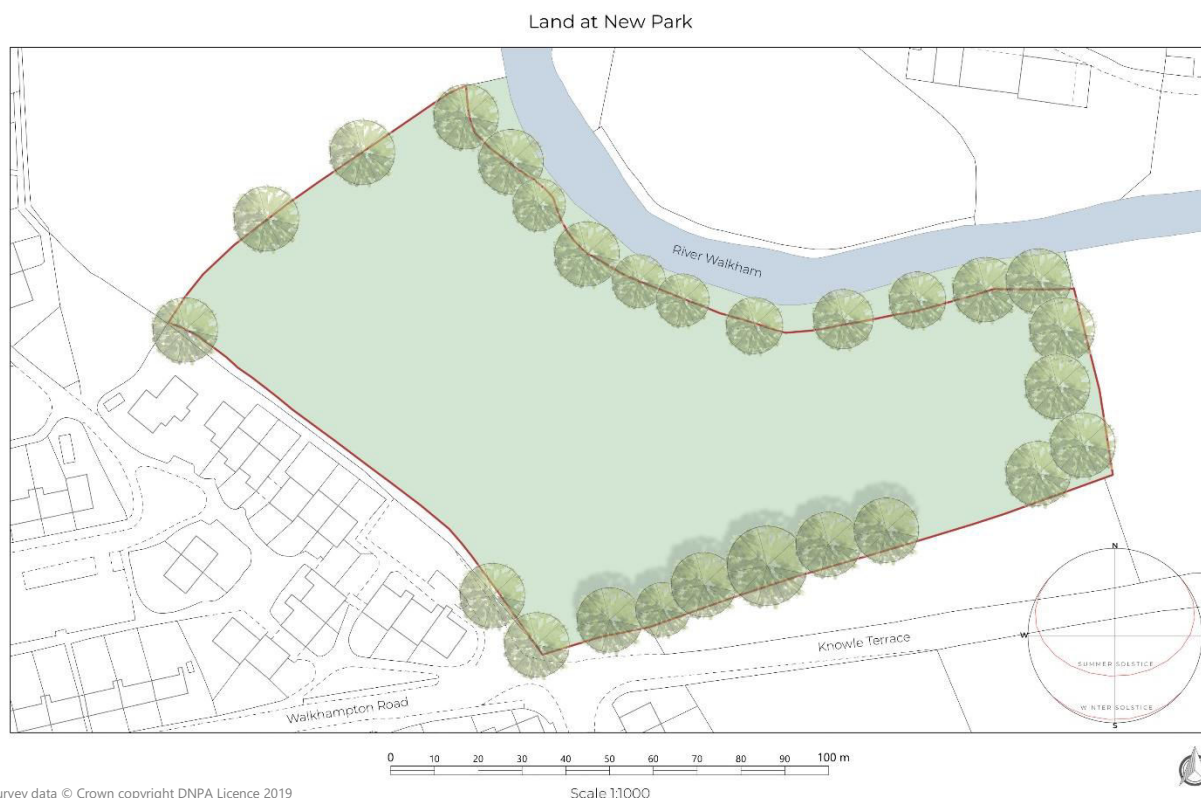 Land at New Park
River Walkham
N
W
SUMMER SOLSTICE
WINTER SOLSTICE
S
Knowle Terrace
Walkhampton Road
0 10 20 30 40 50 60 70 80 90 100 m
Scale 1:1000
urvey data © Crown copyright DNPA Licence 2019